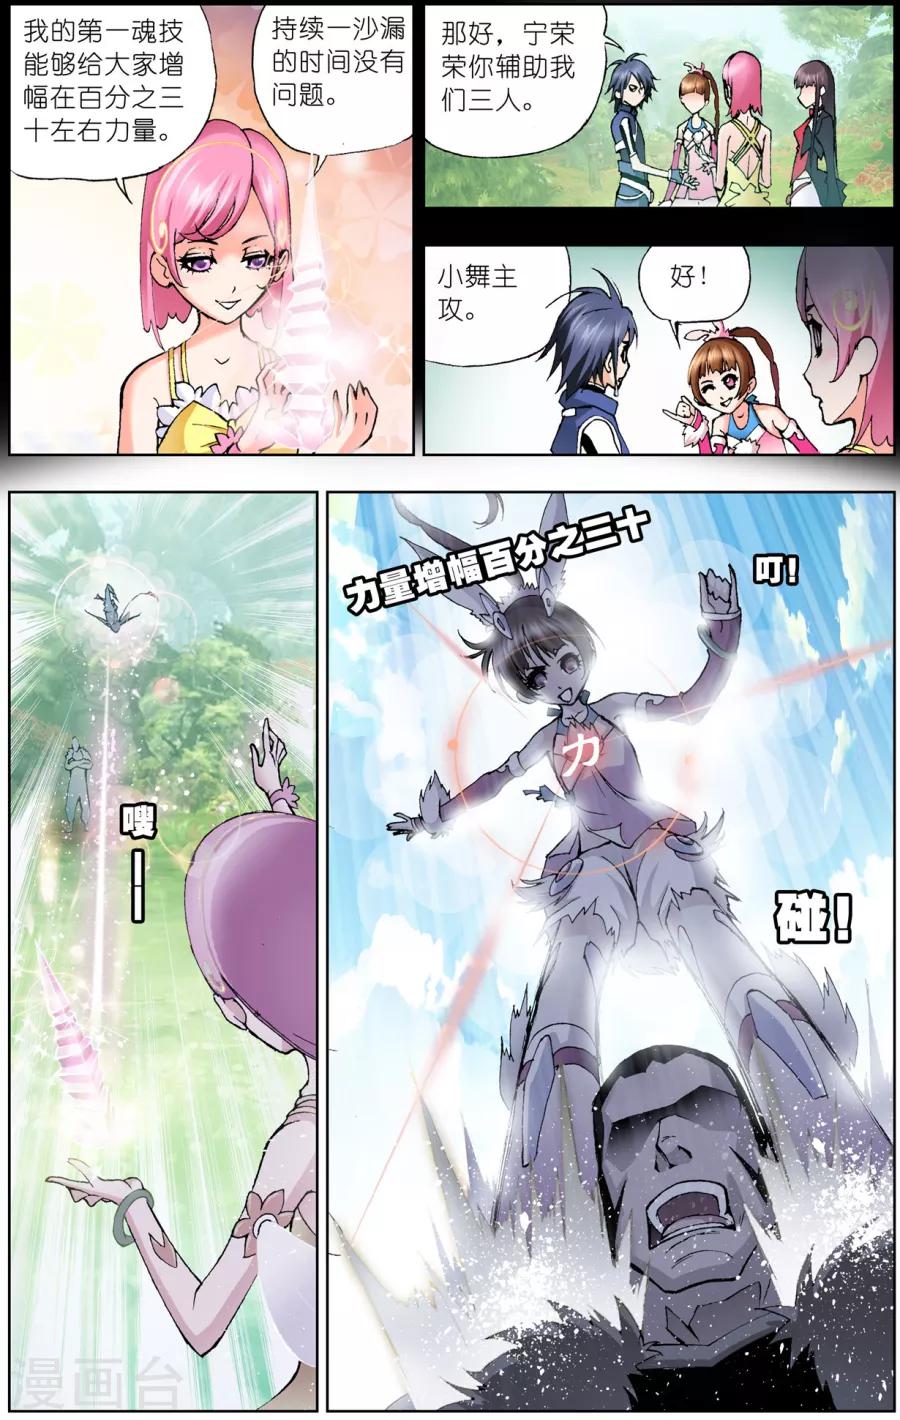 我的第一魂技
能够给大家增
幅在百分之三
十左右力量。
持续一沙漏
的时间没有
问题。
那好，宁荣
荣你辅助我
们三人。
小舞主
攻。
好！
力量增幅百分之三十
叮！
力
嗖—
碰！
漫画台